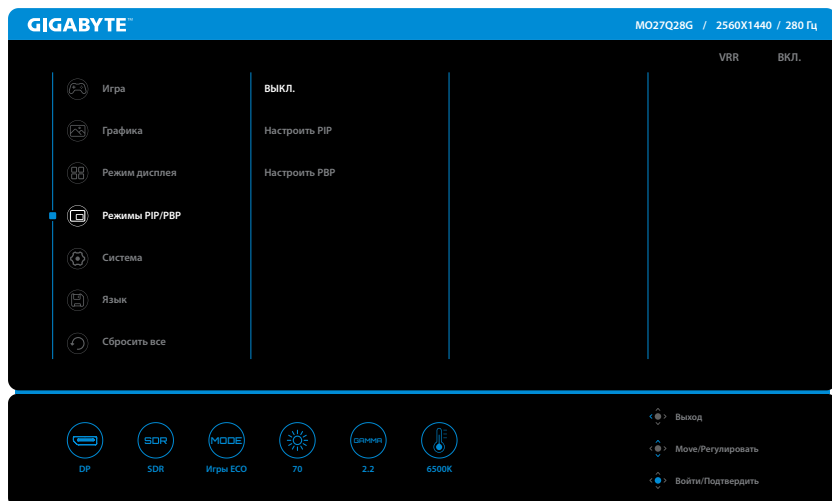 GIGABYTE™
MO27Q28G / 2560X1440 / 280 Гц
VRR ВКЛ.
Игра
Графика
Режим дисплея
Режимы PIP/PBP
Система
Язык
Сбросить все
ВЫКЛ.
Настроить PIP
Настроить PBP
SDR
MODE
GAMMA
DP
SDR
Игры ECO
70
2.2
6500K
Выход
Move/Регулировать
Войти/Подтвердить